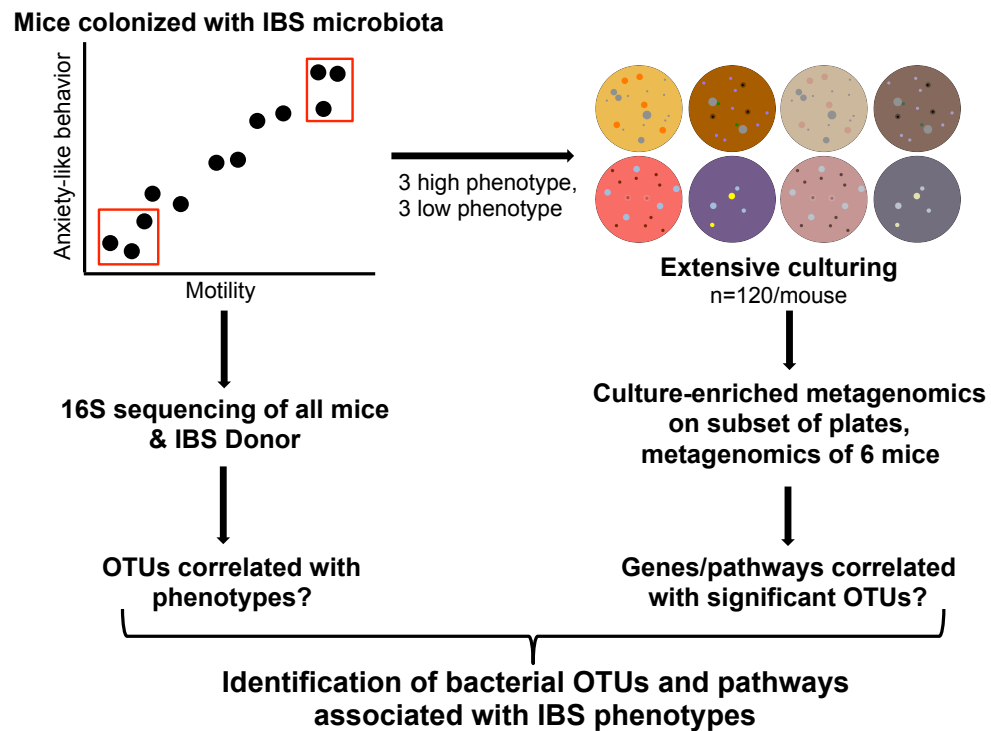 Mice colonized with IBS microbiota
Anxiety-like behavior
Motility
3 high phenotype,
3 low phenotype
Extensive culturing
n=120/mouse
16S sequencing of all mice
& IBS Donor
Culture-enriched metagenomics
on subset of plates,
metagenomics of 6 mice
OTUs correlated with
phenotypes?
Genes/pathways correlated
with significant OTUs?
Identification of bacterial OTUs and pathways
associated with IBS phenotypes